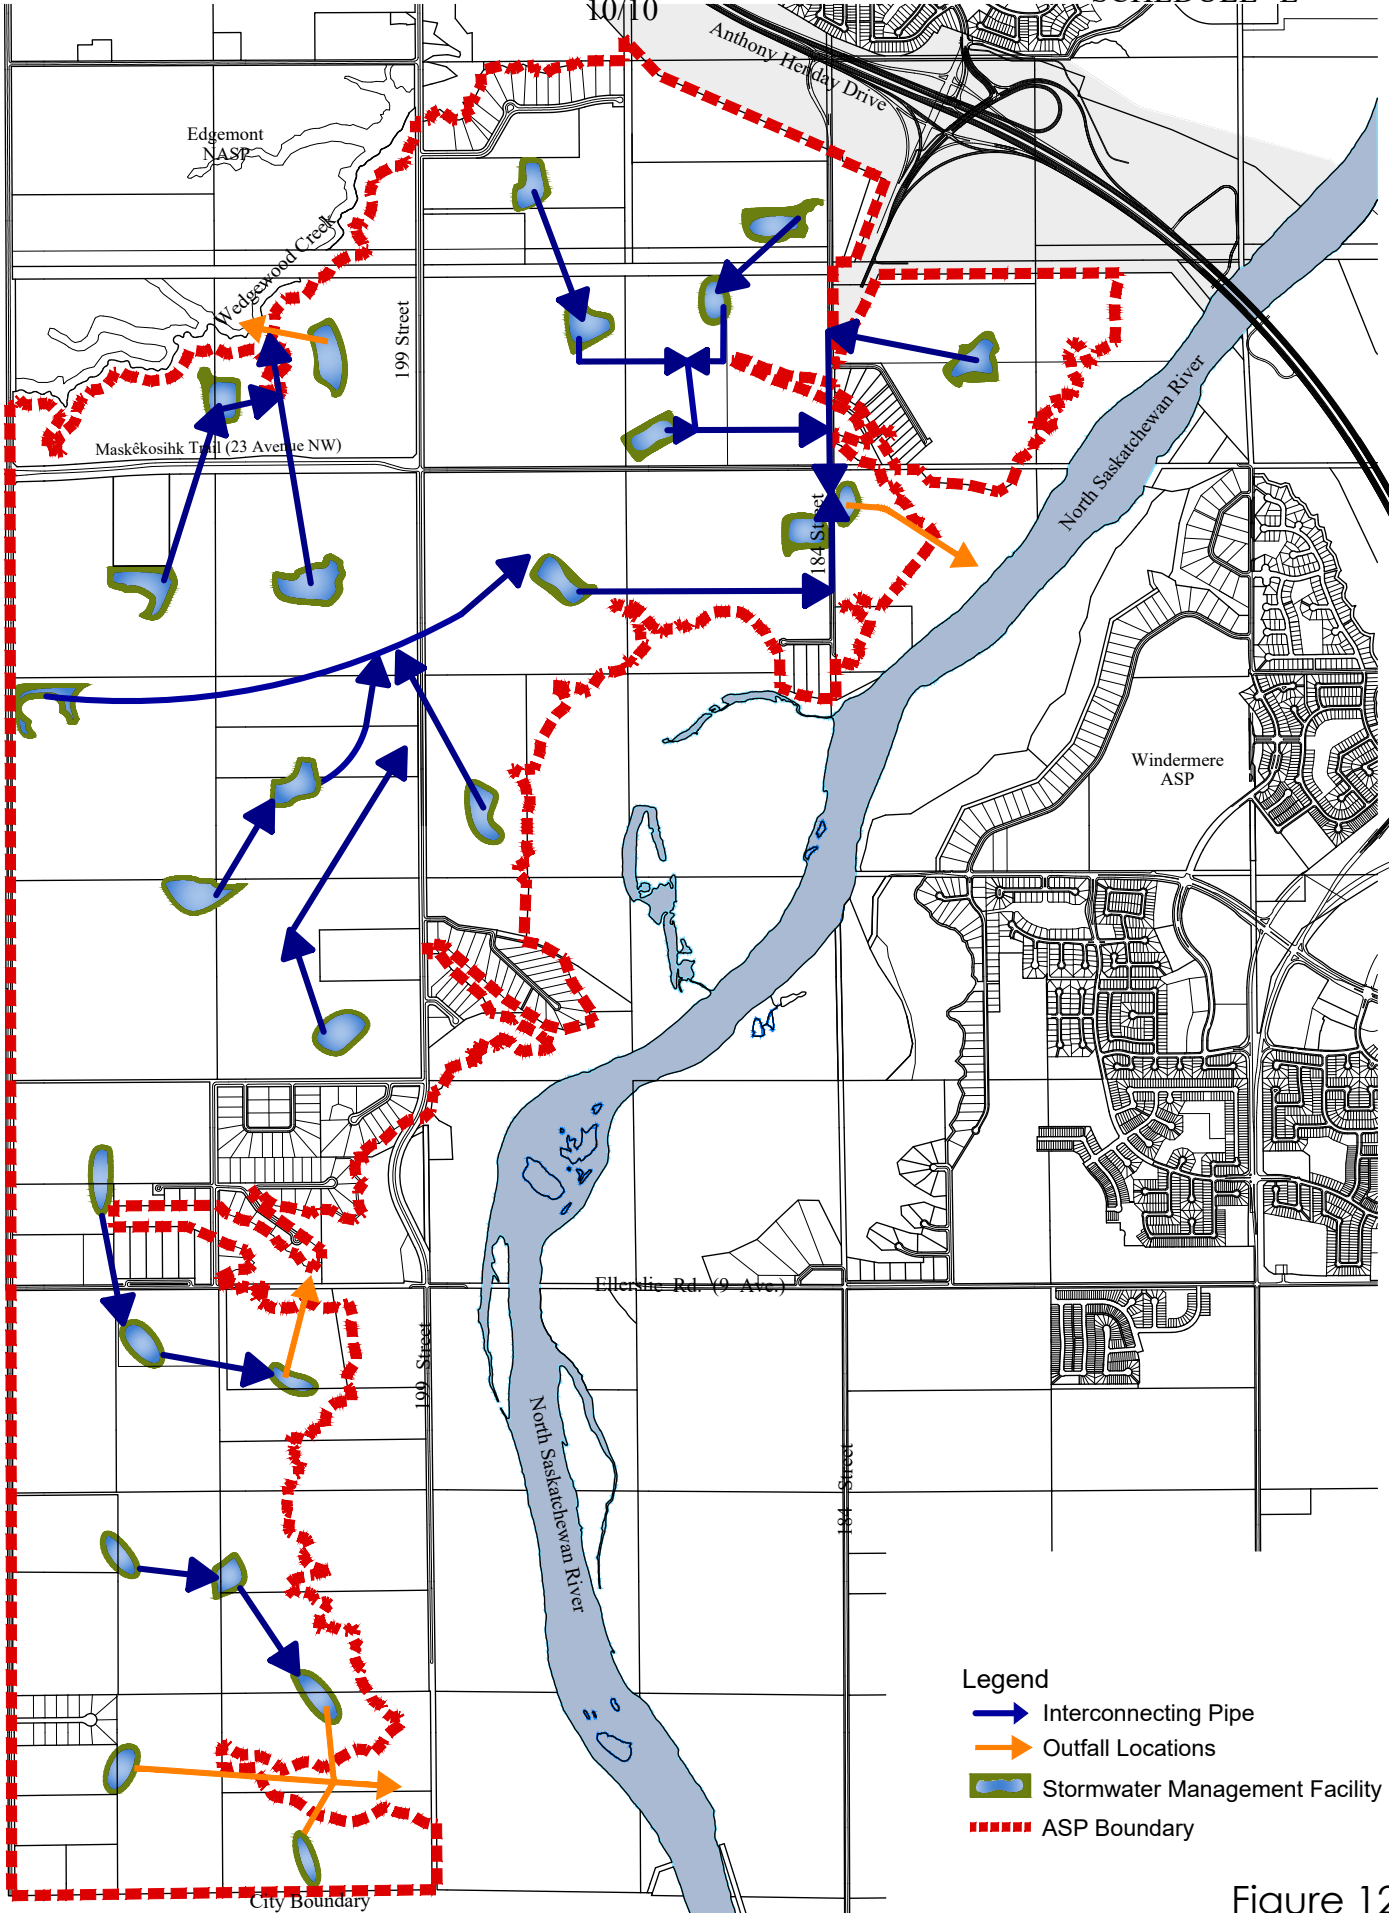 10/10
Anthony Henday Drive
Edgemont
NASP
Wedgewood Creek
199 Street
Maskêkosihk Trail (23 Avenue NW)
North Saskatchewan River
184 Street
Windermere
ASP
Ellerslie Rd. (9 Ave.)
199 Street
North Saskatchewan River
184 Street
Legend
Interconnecting Pipe
Outfall Locations
Stormwater Management Facility
ASP Boundary
City Boundary
Figure 12